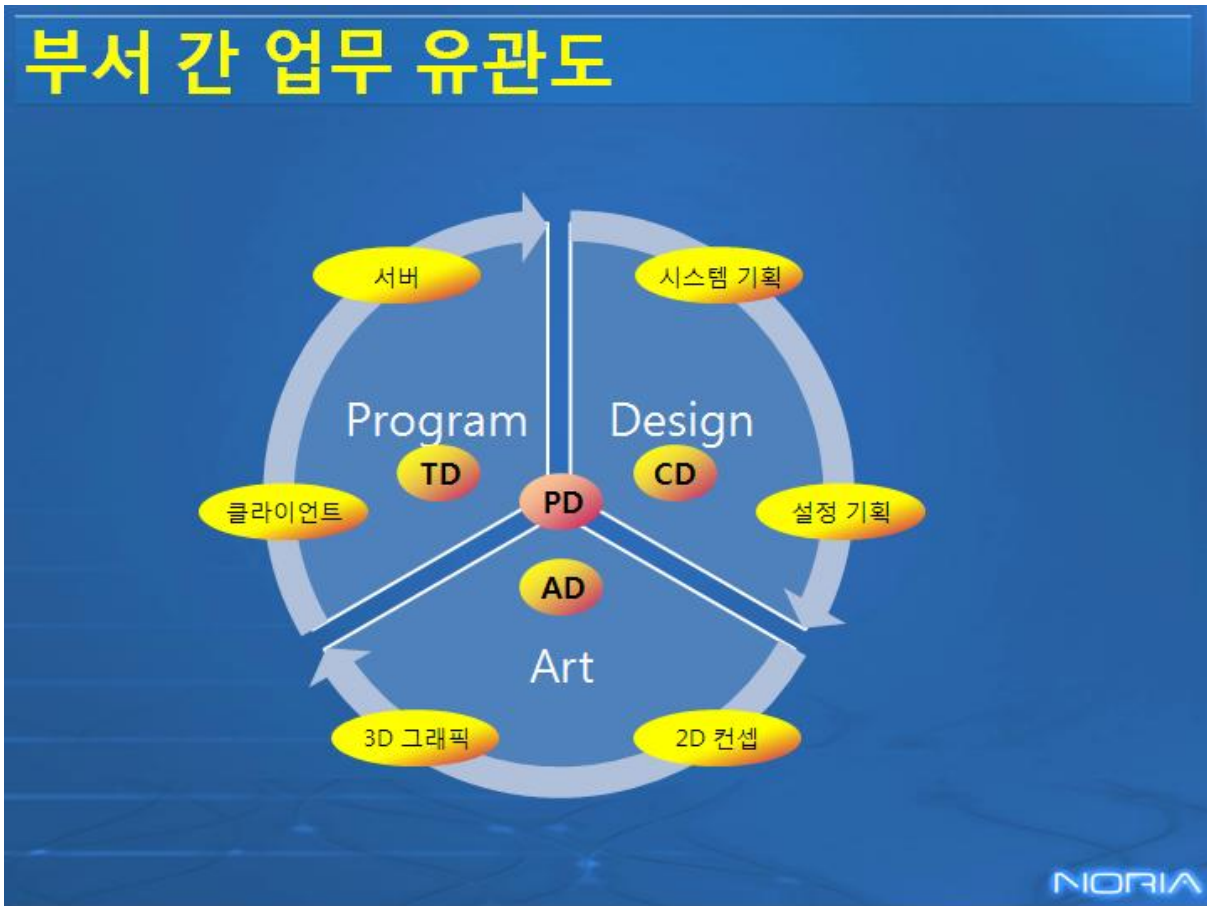 부서 간 업무 유관도
서버
시스템 기획
Program
Design
TD
CD
PD
클라이언트
설정 기획
AD
Art
3D 그래픽
2D 컨셉
NORIA